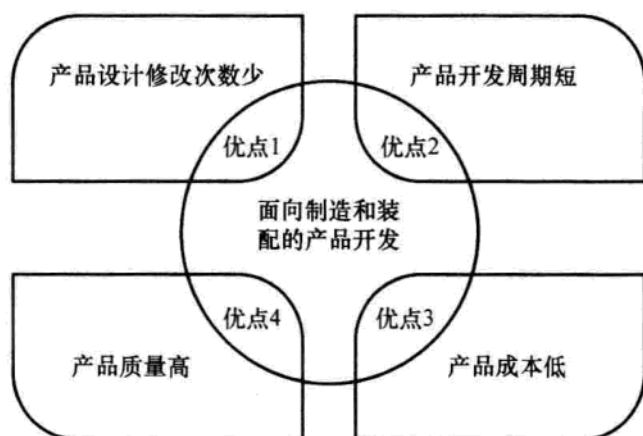 产品设计修改次数少
产品开发周期短
优点1
优点2
面向制造和装
配的产品开发
优点4
优点3
产品质量高
产品成本低